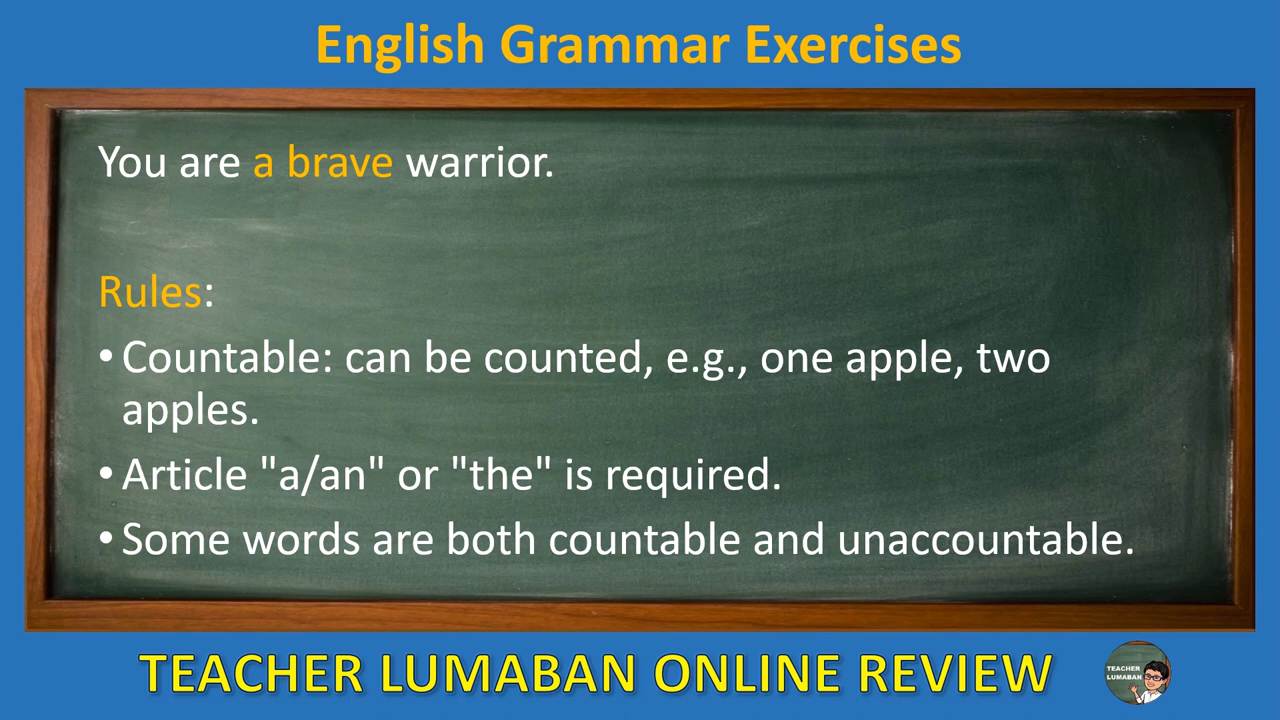 English Grammar Exercises
You are a brave warrior.
Rules:
• Countable: can be counted, e.g., one apple, two
apples.
• Article "a/an" or "the" is required.
• Some words are both countable and unaccountable.
TEACHER LUMABAN ONLINE REVIEW
TEACHER
LUMABAN